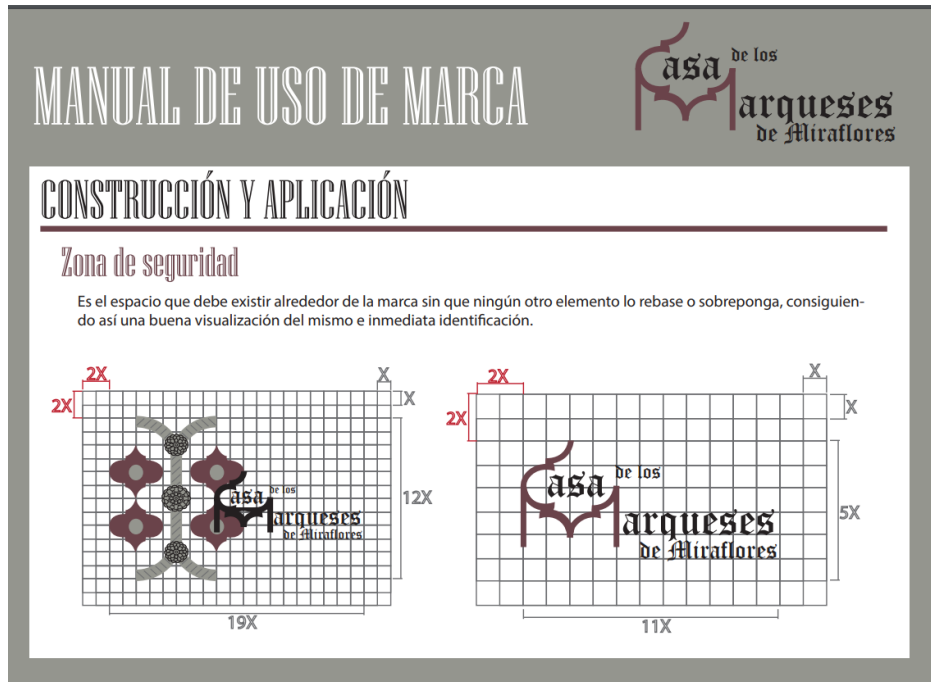 MANUAL DE USO DE MARCA
Casa de los
Marqueses
de Miraflores
CONSTRUCCIÓN Y APLICACIÓN
Zona de seguridad
Es el espacio que debe existir alrededor de la marca sin que ningún otro elemento lo rebase o sobreponga, consiguien-
do así una buena visualización del mismo e inmediata identificación.
2X
X
2X
X
Casa de los
Marqueses
de Miraflores
12X
19X
2X
X
2X
X
Casa de los
Marqueses
de Miraflores
5X
11X